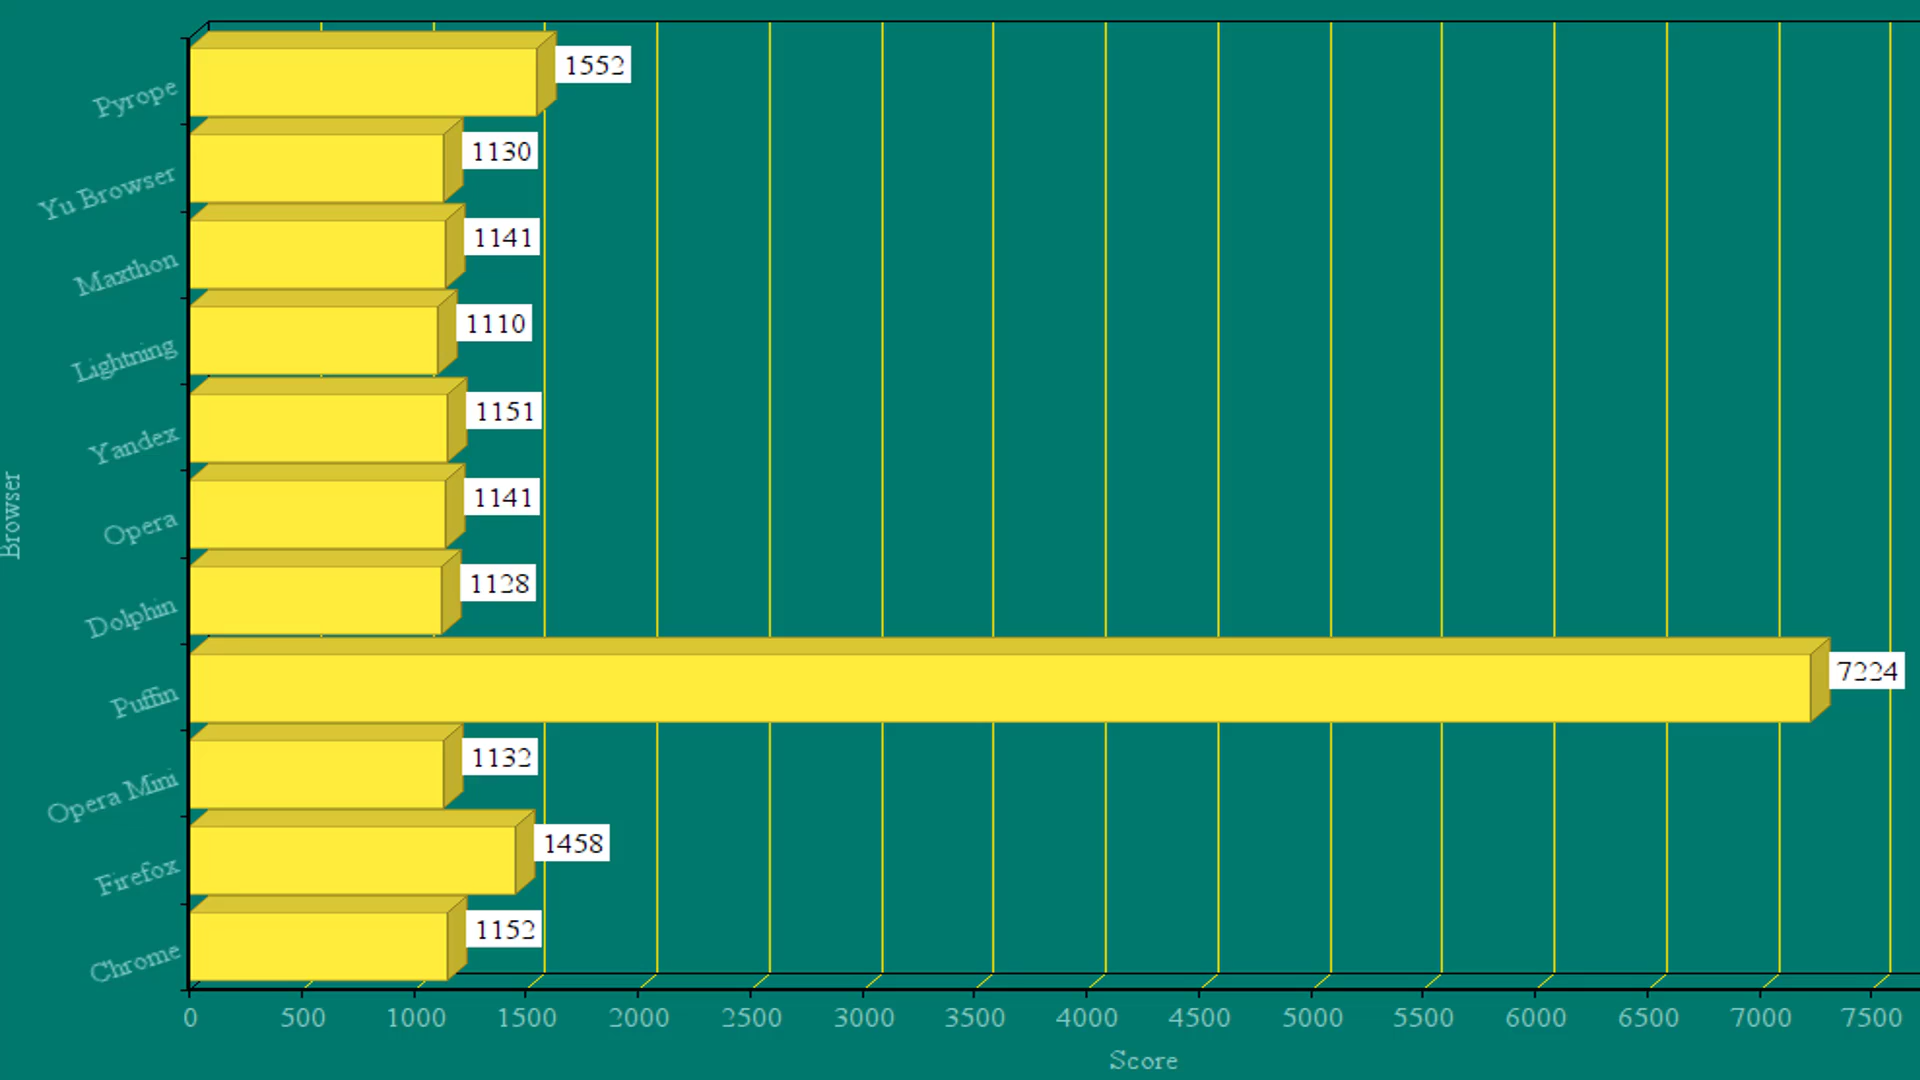 Pyrope 1552
Yu Browser 1130
Maxthon 1141
Lightning 1110
Yandex 1151
Opera 1141
Dolphin 1128
Puffin 7224
Opera Mini 1132
Firefox 1458
Chrome 1152
Browser
0 500 1000 1500 2000 2500 3000 3500 4000 4500 5000 5500 6000 6500 7000 7500
Score